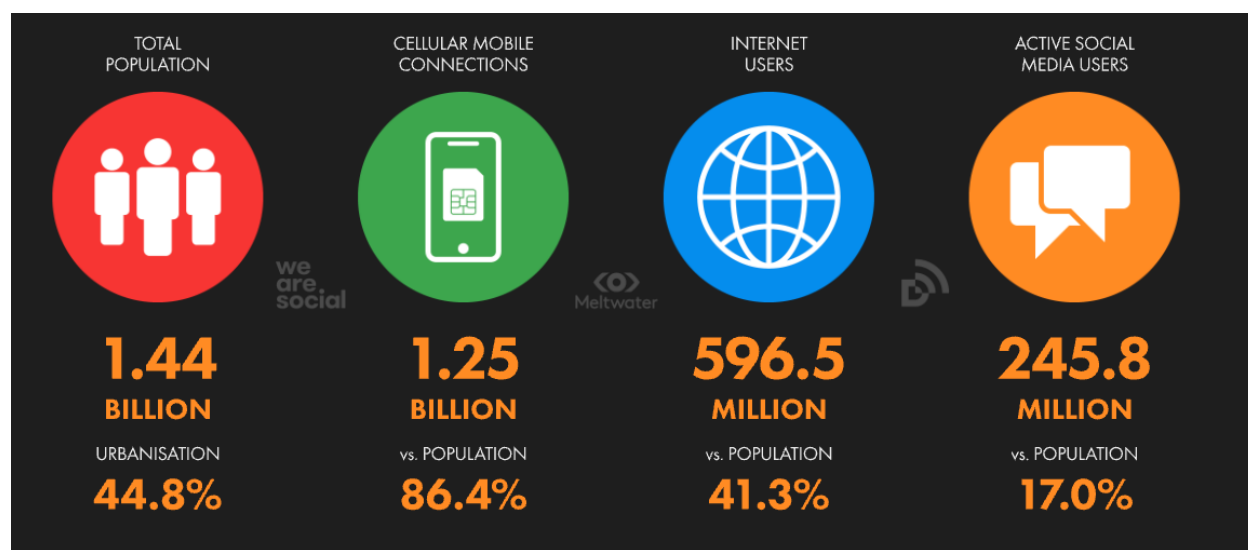 TOTAL
POPULATION
CELLULAR MOBILE
CONNECTIONS
INTERNET
USERS
ACTIVE SOCIAL
MEDIA USERS
we
are
social
Meltwater
1.44
BILLION
1.25
BILLION
596.5
MILLION
245.8
MILLION
URBANISATION
44.8%
vs. POPULATION
86.4%
vs. POPULATION
41.3%
vs. POPULATION
17.0%